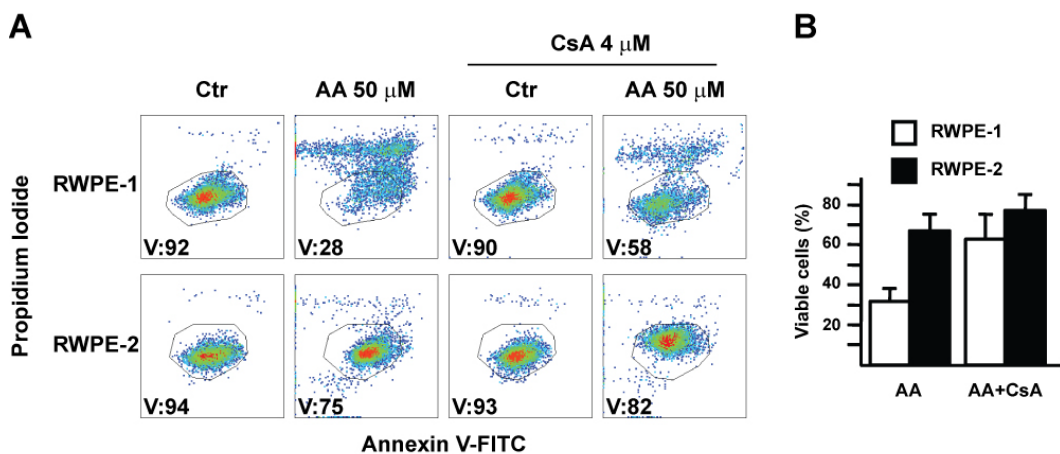 A
B
CsA 4 μM
Ctr
AA 50 μM
Ctr
AA 50 μM
Propidium Iodide
RWPE-1
V:92
V:28
V:90
V:58
RWPE-2
V:94
V:75
V:93
V:82
Annexin V-FITC
RWPE-1
RWPE-2
Viable cells (%)
80
60
40
20
AA
AA+CsA